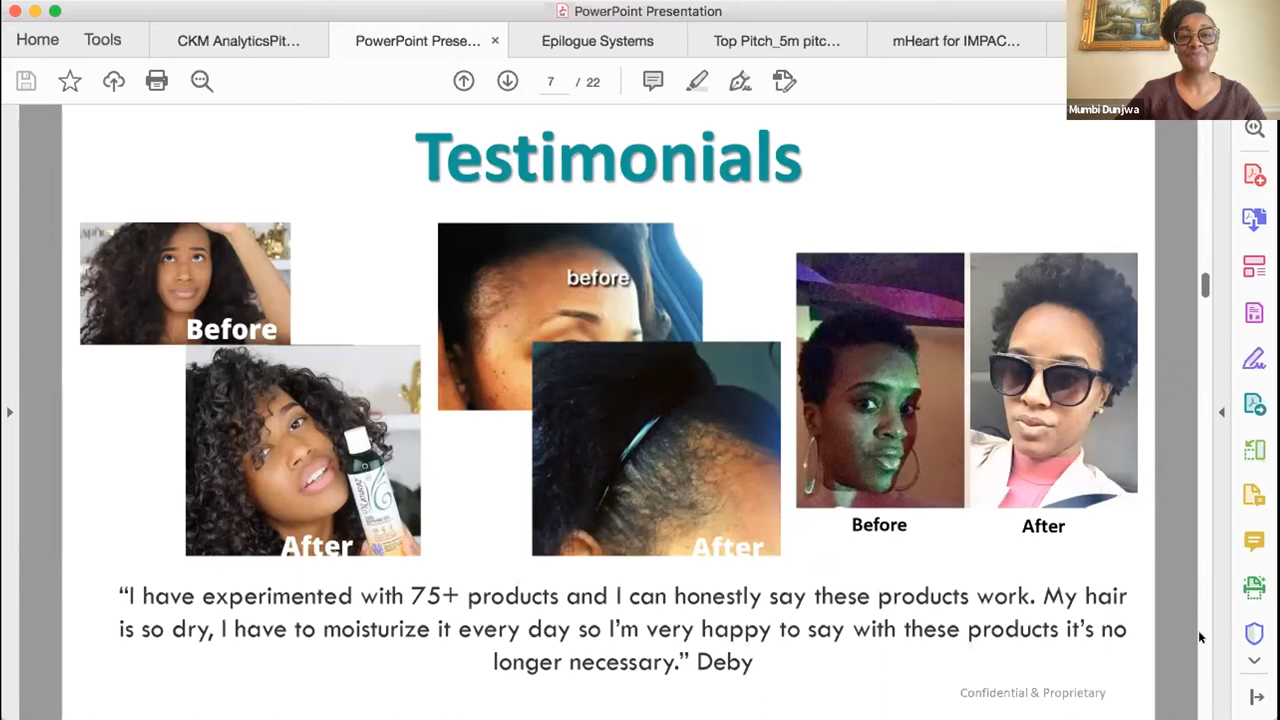 PowerPoint Presentation
Home
Tools
CKM AnalyticsPit...
PowerPoint Prese...
×
Epilogue Systems
Top Pitch_5m pitc...
mHeart for IMPAC...
7 / 22
Mumbi Dunjwa
Testimonials
Before
After
before
After
Before
After
“I have experimented with 75+ products and I can honestly say these products work. My hair
is so dry, I have to moisturize it every day so I’m very happy to say with these products it’s no
longer necessary.” Deby
Confidential & Proprietary